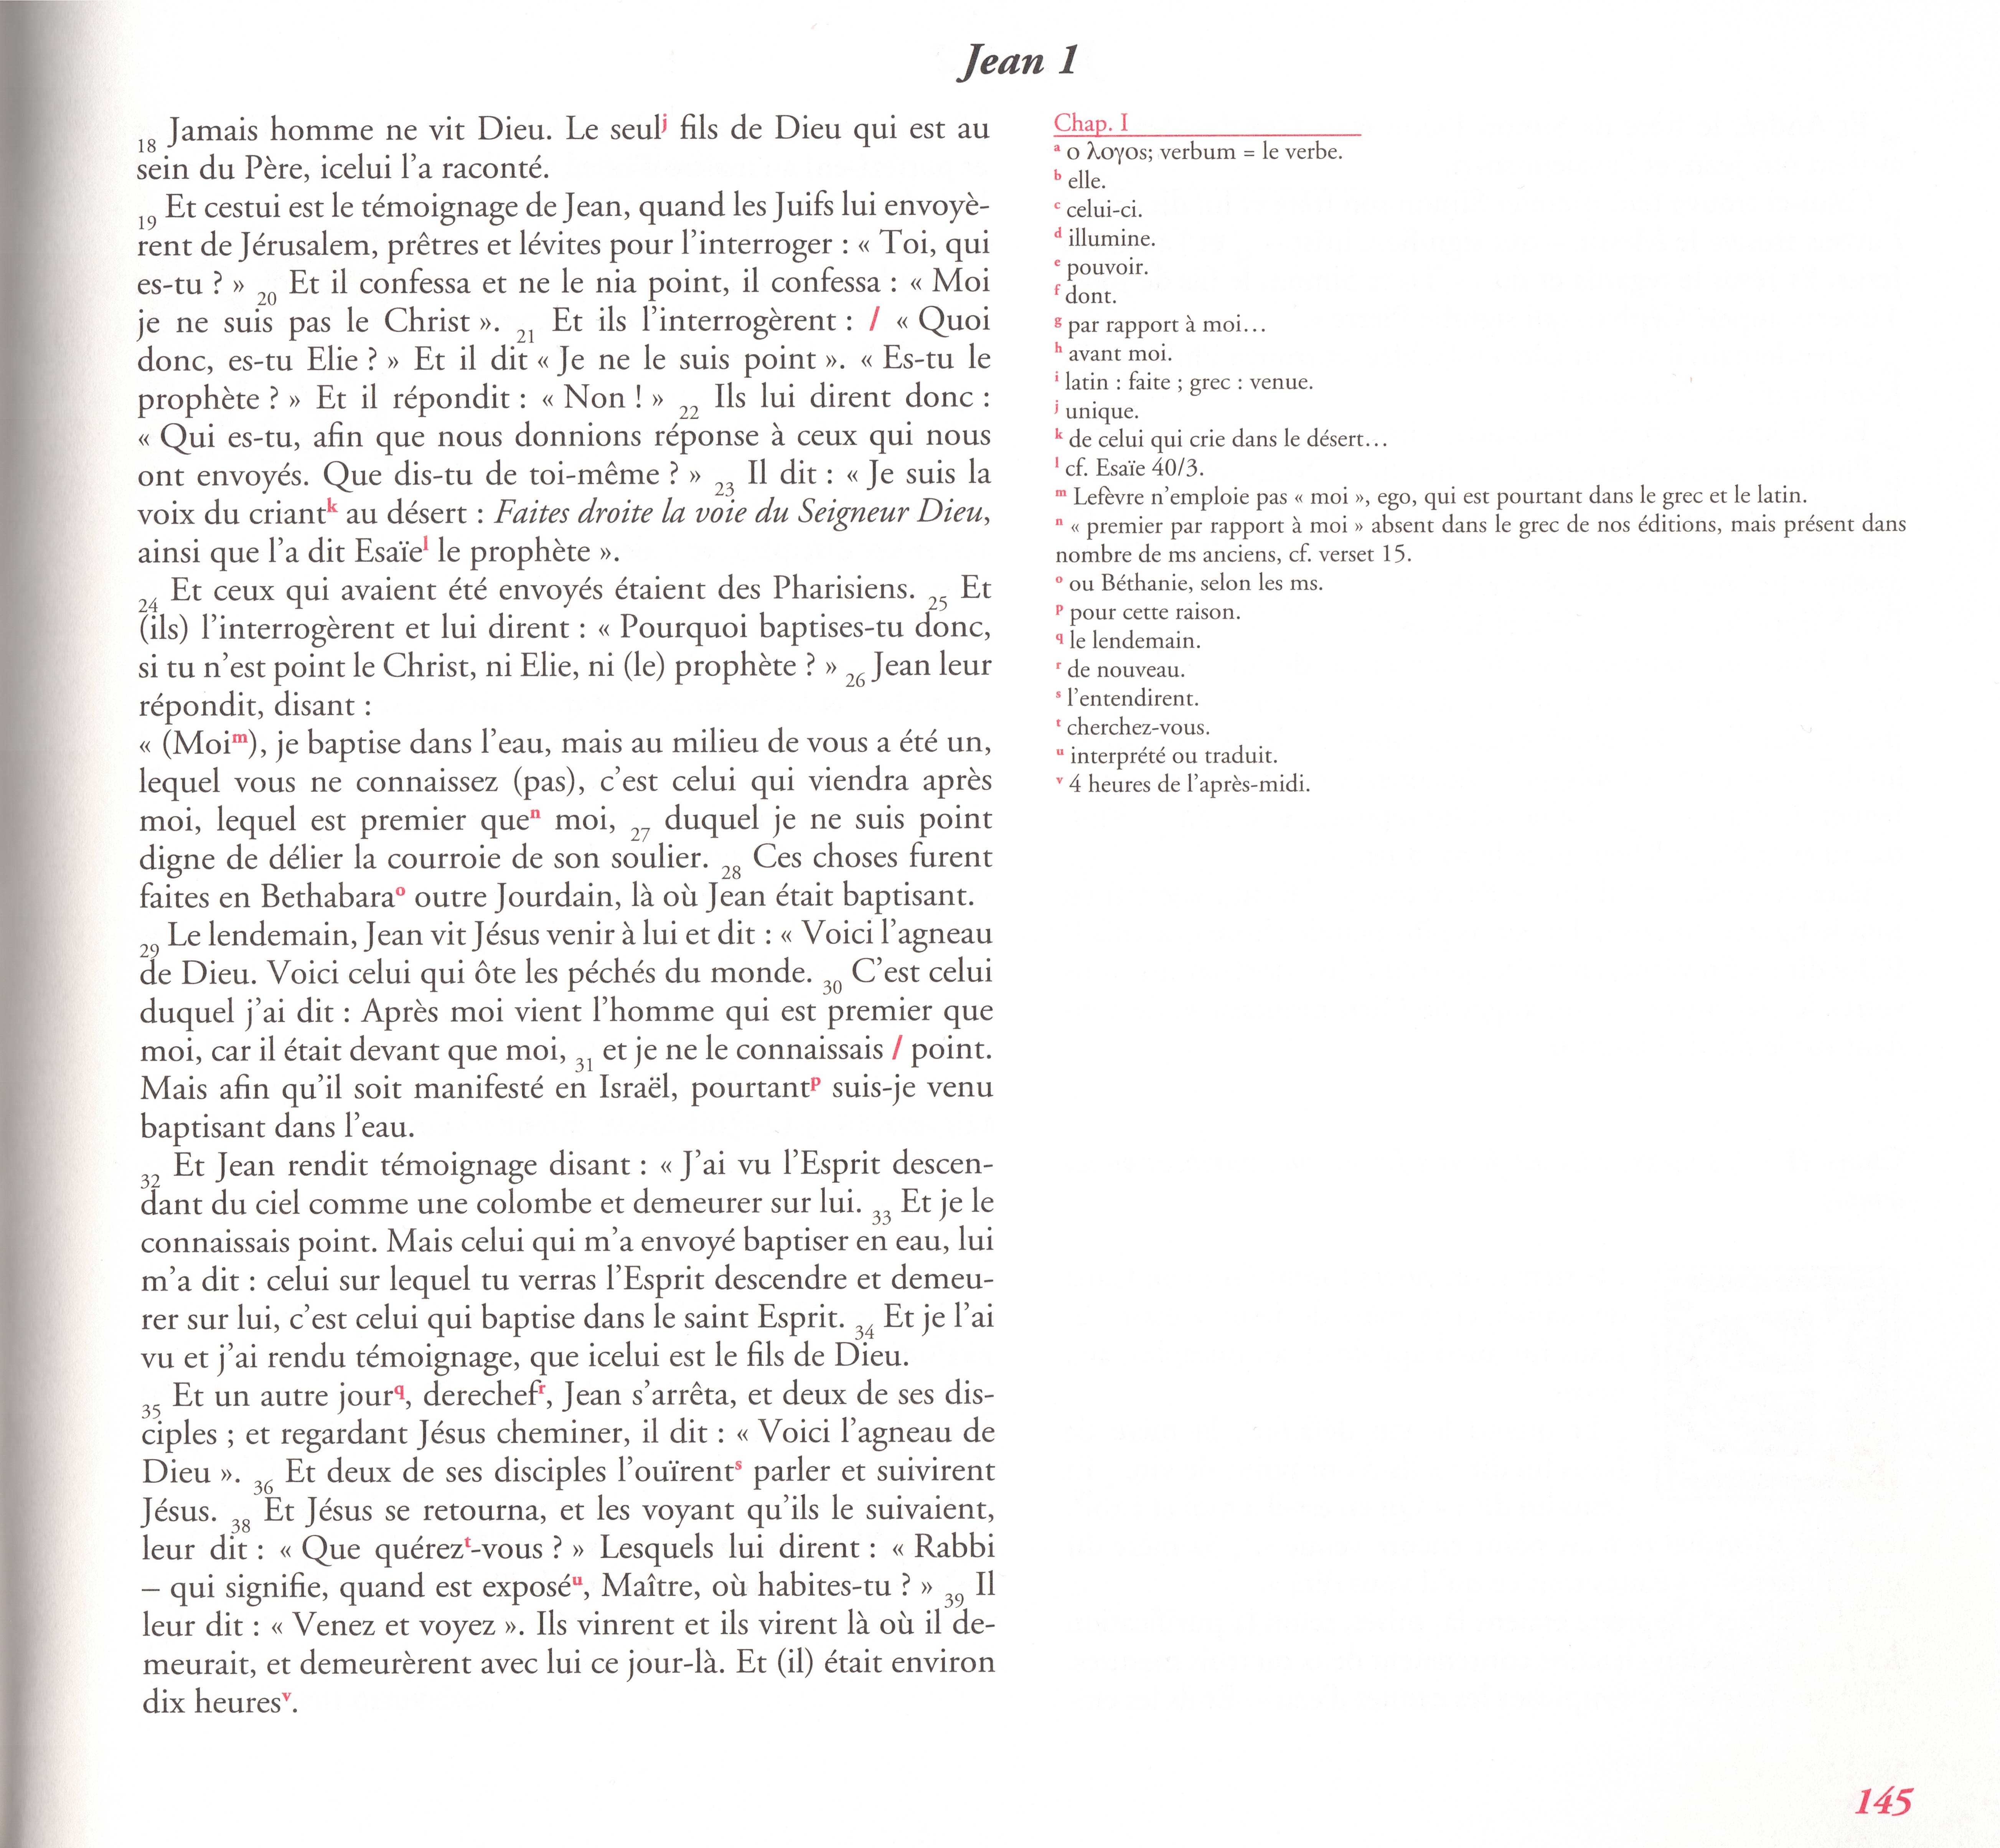 Jean 1
18 Jamais homme ne vit Dieu. Le seulj fils de Dieu qui est au
sein du Père, icelui l'a raconté.
19 Et cestui est le témoignage de Jean, quand les Juifs lui envoyè-
rent de Jérusalem, prêtres et lévites pour l'interroger : « Toi, qui
es-tu ? » 20 Et il confessa et ne le nia point, il confessa : « Moi
je ne suis pas le Christ ». 21 Et ils l'interrogèrent : / « Quoi
donc, es-tu Elie ? » Et il dit « Je ne le suis point ». « Es-tu le
prophète ? » Et il répondit : « Non ! » 22 Ils lui dirent donc :
« Qui es-tu, afin que nous donnions réponse à ceux qui nous
ont envoyés. Que dis-tu de toi-même ? » 23 Il dit : « Je suis la
voix du criantk au désert : Faites droite la voie du Seigneur Dieu,
ainsi que l'a dit Esaïel le prophète ».
24 Et ceux qui avaient été envoyés étaient des Pharisiens. 25 Et
(ils) l'interrogèrent et lui dirent : « Pourquoi baptises-tu donc,
si tu n'est point le Christ, ni Elie, ni (le) prophète ? » 26 Jean leur
répondit, disant :
« (Moim), je baptise dans l'eau, mais au milieu de vous a été un,
lequel vous ne connaissez (pas), c'est celui qui viendra après
moi, lequel est premier quen moi, 27 duquel je ne suis point
digne de délier la courroie de son soulier. 28 Ces choses furent
faites en Bethabarao outre Jourdain, là où Jean était baptisant.
29 Le lendemain, Jean vit Jésus venir à lui et dit : « Voici l'agneau
de Dieu. Voici celui qui ôte les péchés du monde. 30 C'est celui
duquel j'ai dit : Après moi vient l'homme qui est premier que
moi, car il était devant que moi, 31 et je ne le connaissais / point.
Mais afin qu'il soit manifesté en Israël, pourtantp suis-je venu
baptisant dans l'eau.
32 Et Jean rendit témoignage disant : « J'ai vu l'Esprit descen-
dant du ciel comme une colombe et demeurer sur lui. 33 Et je le
connaissais point. Mais celui qui m'a envoyé baptiser en eau, lui
m'a dit : celui sur lequel tu verras l'Esprit descendre et demeu-
rer sur lui, c'est celui qui baptise dans le saint Esprit. 34 Et je l'ai
vu et j'ai rendu témoignage, que icelui est le fils de Dieu.
35 Et un autre jourq, derechefr, Jean s'arrêta, et deux de ses dis-
ciples ; et regardant Jésus cheminer, il dit : « Voici l'agneau de
Dieu ». 36 Et deux de ses disciples l'ouïrents parler et suivirent
Jésus. 38 Et Jésus se retourna, et les voyant qu'ils le suivaient,
leur dit : « Que quérezt-vous ? » Lesquels lui dirent : « Rabbi
– qui signifie, quand est exposéu, Maître, où habites-tu ? » 39 Il
leur dit : « Venez et voyez ». Ils vinrent et ils virent là où il de-
meurait, et demeurèrent avec lui ce jour-là. Et (il) était environ
dix heuresv.
Chap. I
a ο λογος; verbum = le verbe.
b elle.
c celui-ci.
d illumine.
e pouvoir.
f dont.
g par rapport à moi…
h avant moi.
i latin : faite ; grec : venue.
j unique.
k de celui qui crie dans le désert…
l cf. Esaïe 40/3.
m Lefèvre n'emploie pas « moi », ego, qui est pourtant dans le grec et le latin.
n « premier par rapport à moi » absent dans le grec de nos éditions, mais présent dans
nombre de ms anciens, cf. verset 15.
o ou Béthanie, selon les ms.
p pour cette raison.
q le lendemain.
r de nouveau.
s l'entendirent.
t cherchez-vous.
u interprété ou traduit.
v 4 heures de l'après-midi.
145